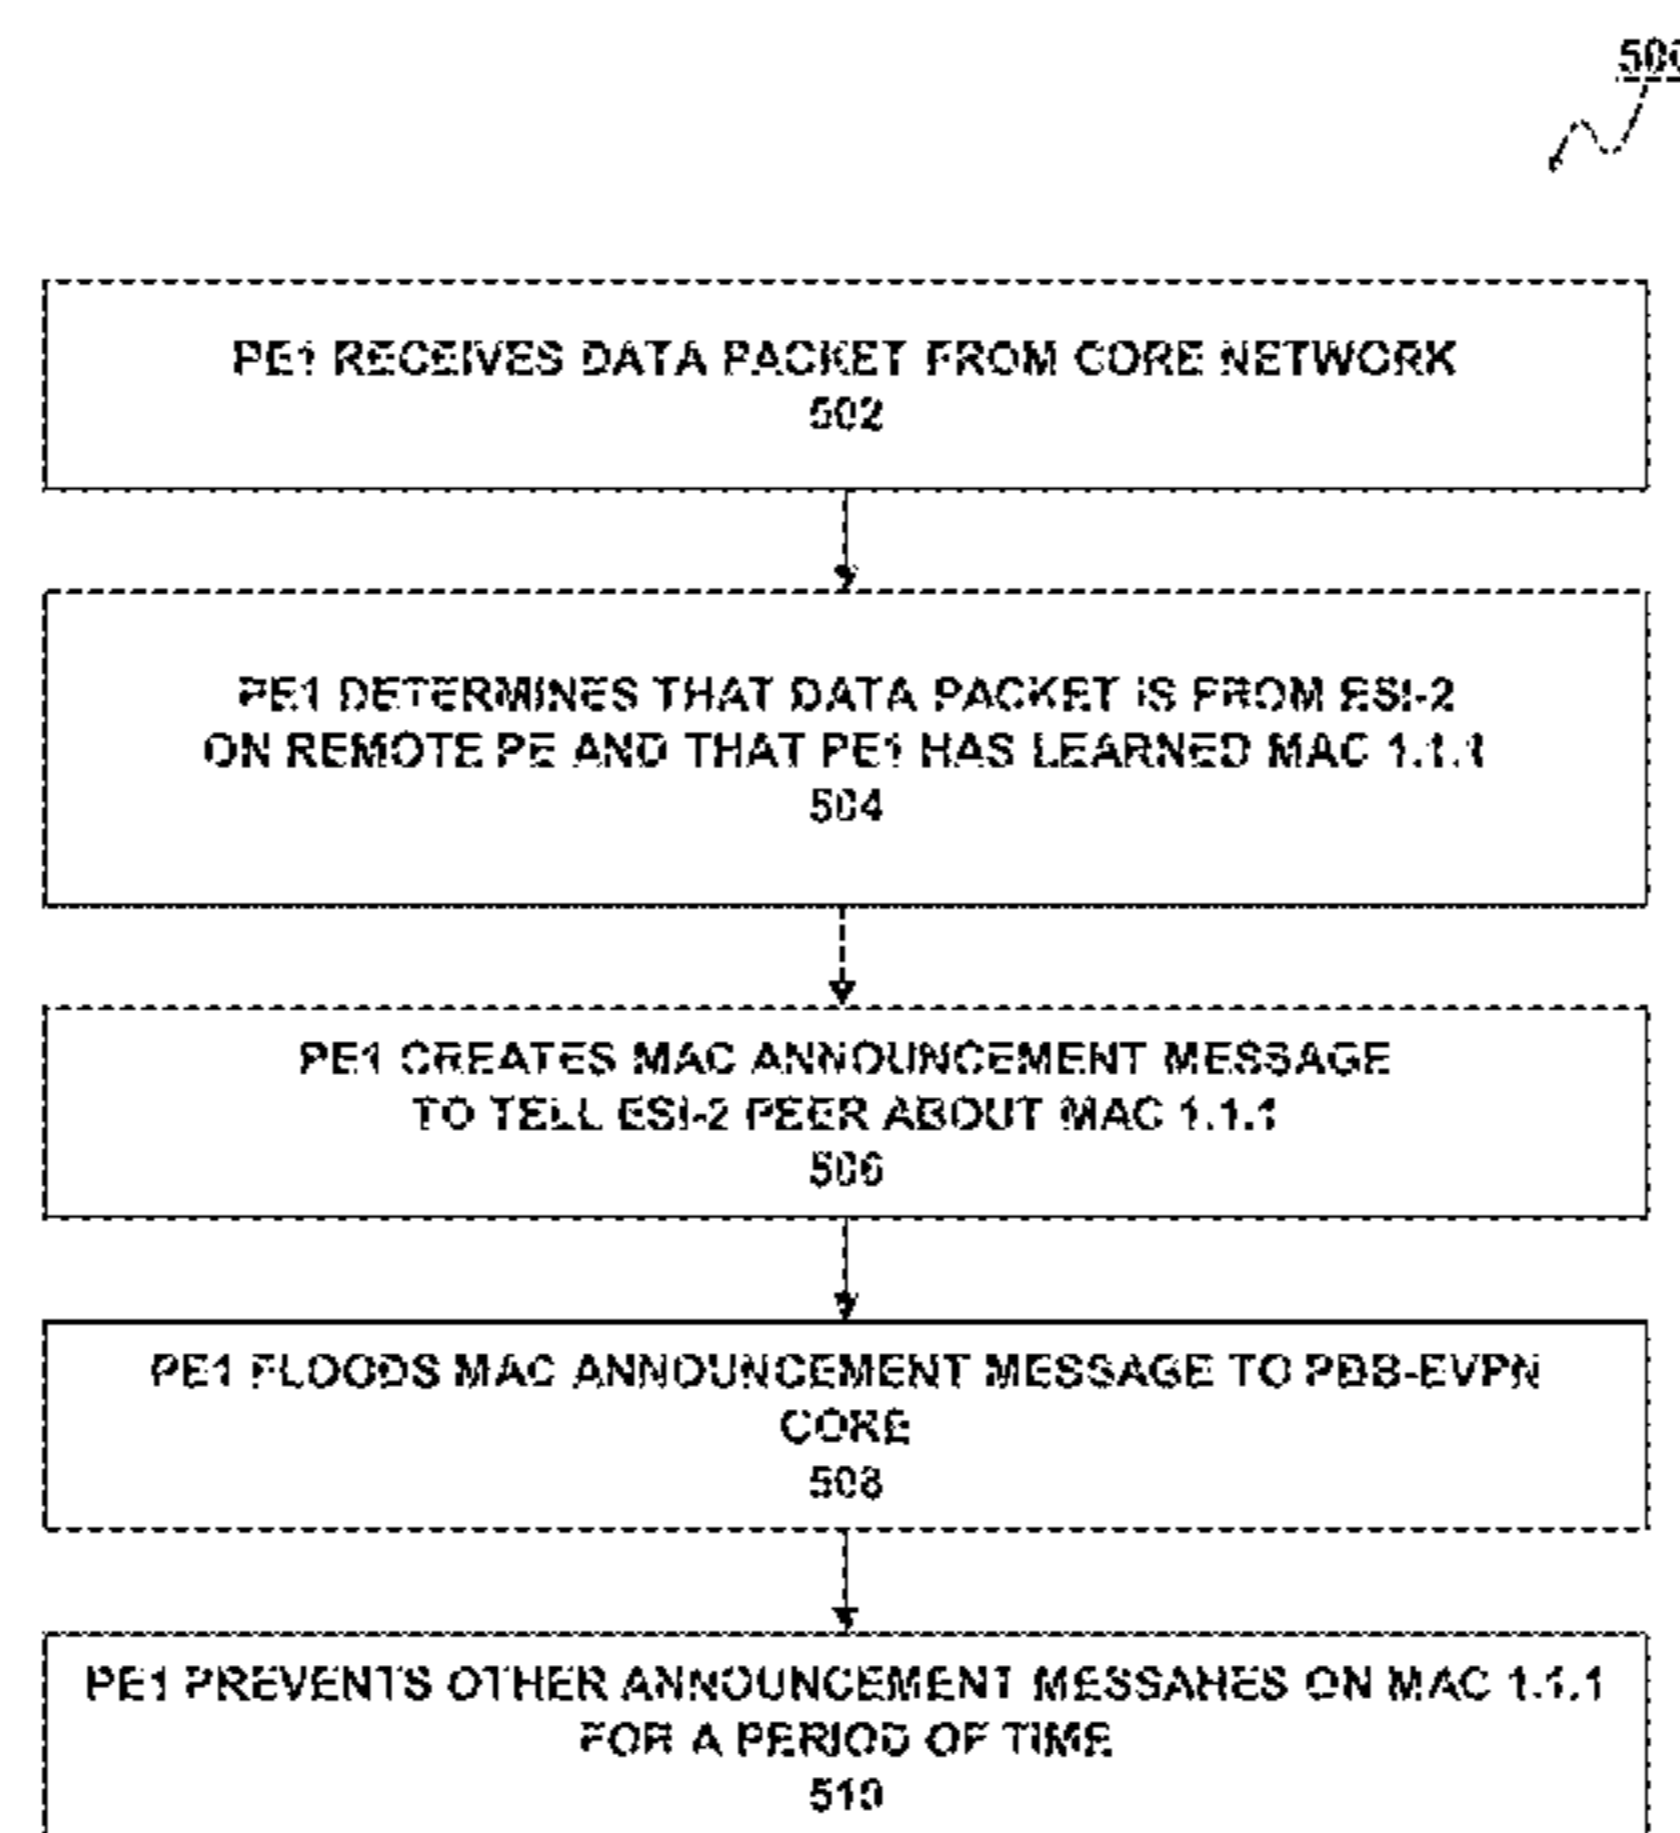 500
PE1 RECEIVES DATA PACKET FROM CORE NETWORK
502
PE1 DETERMINES THAT DATA PACKET IS FROM ESI-2
ON REMOTE PE AND THAT PE1 HAS LEARNED MAC 1.1.1
504
PE1 CREATES MAC ANNOUNCEMENT MESSAGE
TO TELL ESI-2 PEER ABOUT MAC 1.1.1
506
PE1 FLOODS MAC ANNOUNCEMENT MESSAGE TO PBB-EVPN
CORE
508
PE1 PREVENTS OTHER ANNOUNCEMENT MESSAHES ON MAC 1.1.1
FOR A PERIOD OF TIME
510